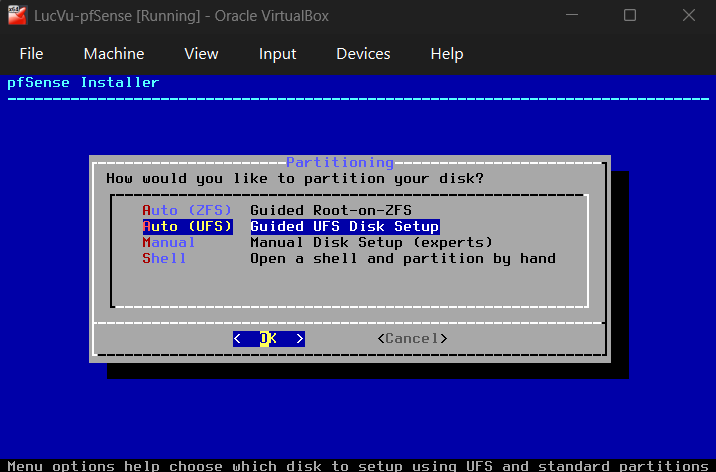 LucVu-pfSense [Running] - Oracle VirtualBox
File Machine View Input Devices Help
pfSense Installer
Partitioning
How would you like to partition your disk?
Auto (ZFS) Guided Root-on-ZFS
Auto (UFS) Guided UFS Disk Setup
Manual Manual Disk Setup (experts)
Shell Open a shell and partition by hand
< OK > <Cancel>
Menu options help choose which disk to setup using UFS and standard partitions